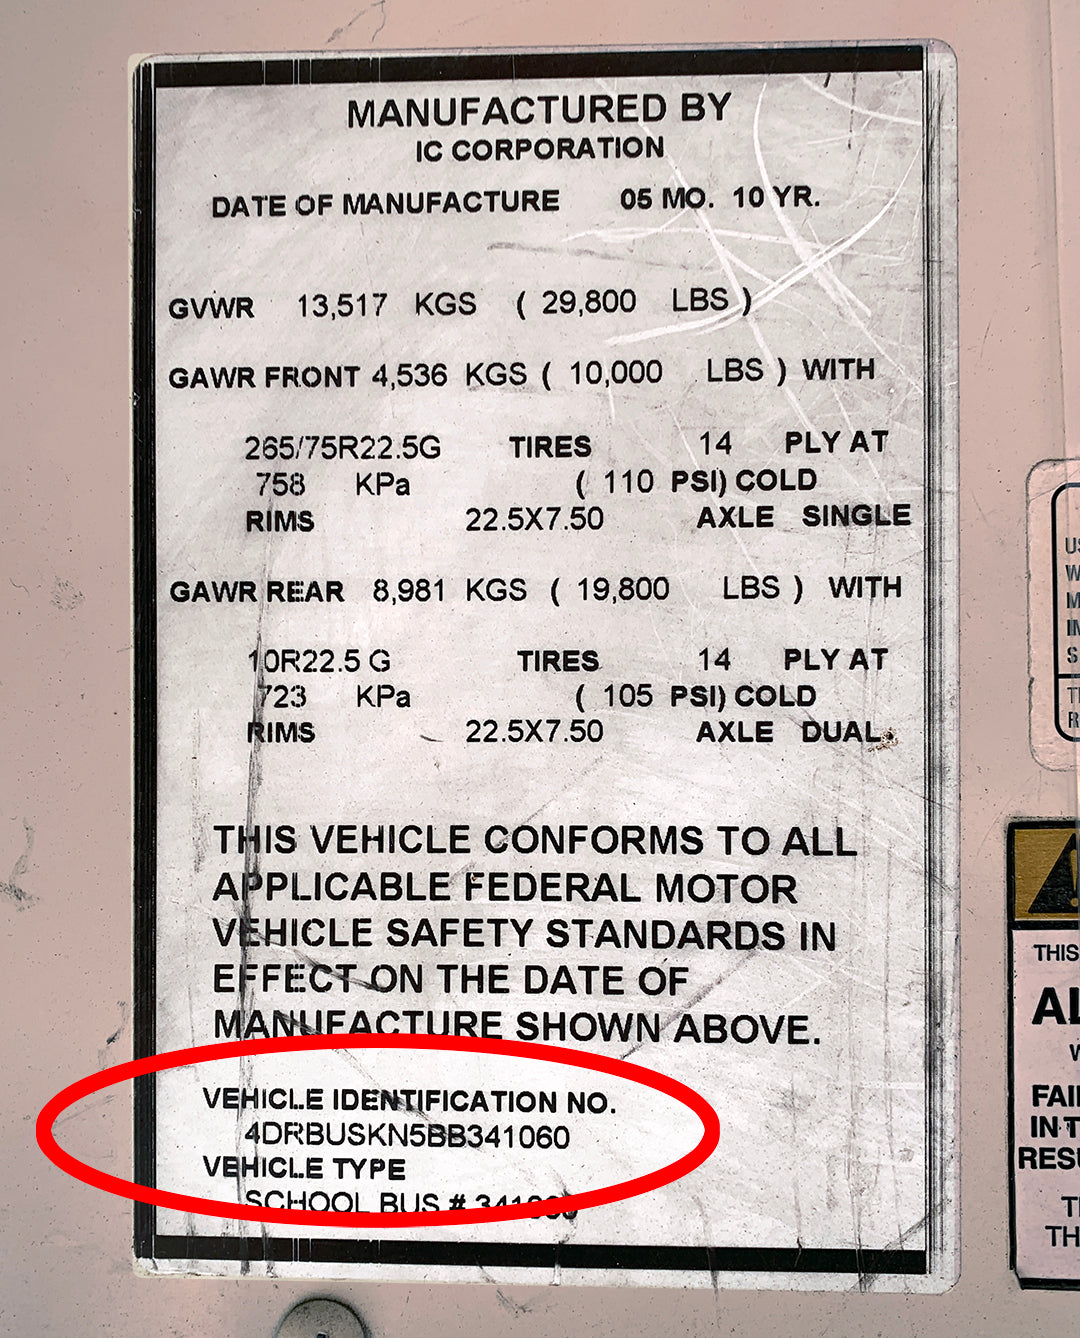 MANUFACTURED BY
IC CORPORATION
DATE OF MANUFACTURE 05 MO. 10 YR.
GVWR 13,517 KGS ( 29,800 LBS )
GAWR FRONT 4,536 KGS ( 10,000 LBS ) WITH
265/75R22.5G TIRES 14 PLY AT
758 KPa ( 110 PSI) COLD
RIMS 22.5X7.50 AXLE SINGLE
GAWR REAR 8,981 KGS ( 19,800 LBS ) WITH
10R22.5 G TIRES 14 PLY AT
723 KPa ( 105 PSI) COLD
RIMS 22.5X7.50 AXLE DUAL
THIS VEHICLE CONFORMS TO ALL
APPLICABLE FEDERAL MOTOR
VEHICLE SAFETY STANDARDS IN
EFFECT ON THE DATE OF
MANUFACTURE SHOWN ABOVE.
VEHICLE IDENTIFICATION NO.
4DRBUSKN5BB341060
VEHICLE TYPE
SCHOOL BUS #
THIS
IN